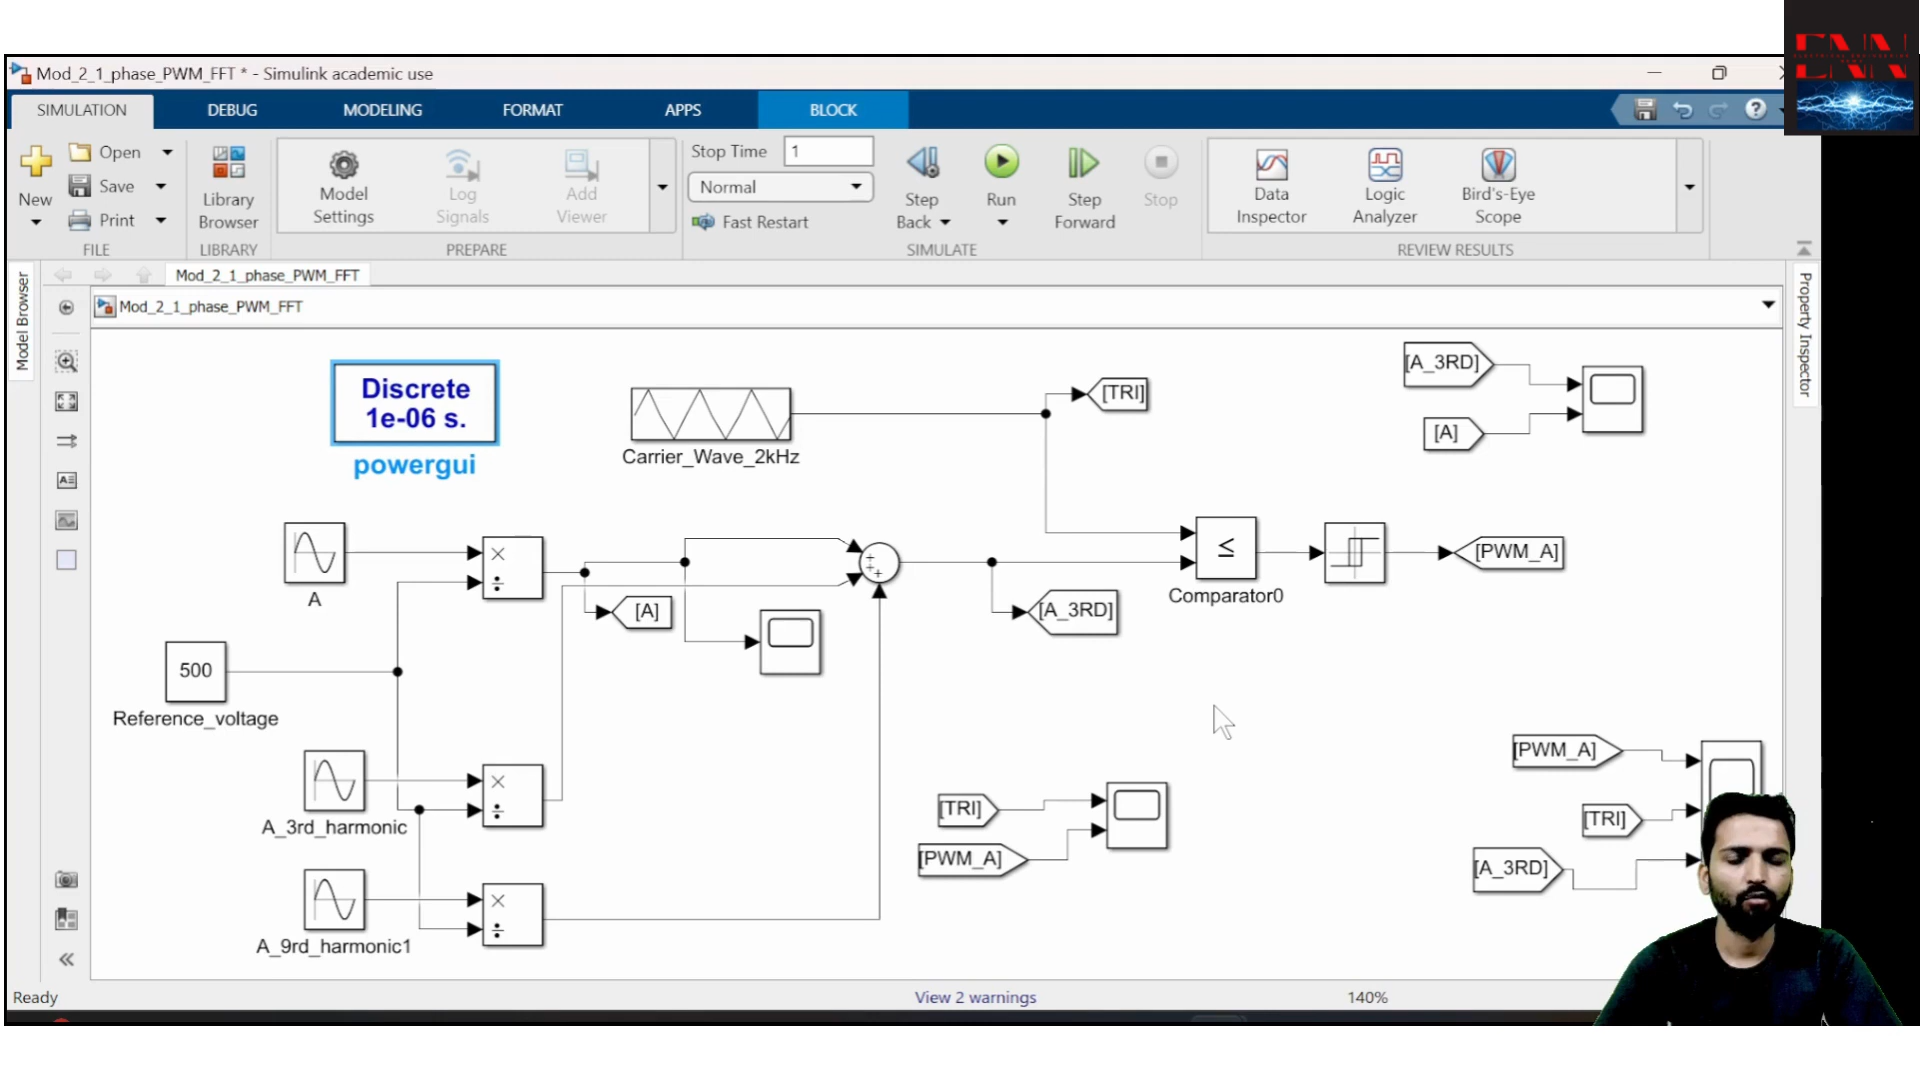 ENN
Mod_2_1_phase_PWM_FFT * - Simulink academic use
SIMULATION
DEBUG
MODELING
FORMAT
APPS
BLOCK
New
Open
Save
Print
FILE
Library
Browser
LIBRARY
Model
Settings
Log
Signals
Add
Viewer
PREPARE
Stop Time
1
Normal
Fast Restart
Step
Back
Run
Step
Forward
Stop
SIMULATE
Data
Inspector
Logic
Analyzer
Bird's-Eye
Scope
REVIEW RESULTS
Model Browser
Mod_2_1_phase_PWM_FFT
Mod_2_1_phase_PWM_FFT
Property Inspector
Discrete
1e-06 s.
powergui
Carrier_Wave_2kHz
[TRI]
[A_3RD]
[A]
A
×
÷
[A]
+
+
+
[A_3RD]
≤
Comparator0
[PWM_A]
500
Reference_voltage
A_3rd_harmonic
×
÷
[TRI]
[PWM_A]
[PWM_A]
[TRI]
[A_3RD]
A_9rd_harmonic1
×
÷
Ready
View 2 warnings
140%